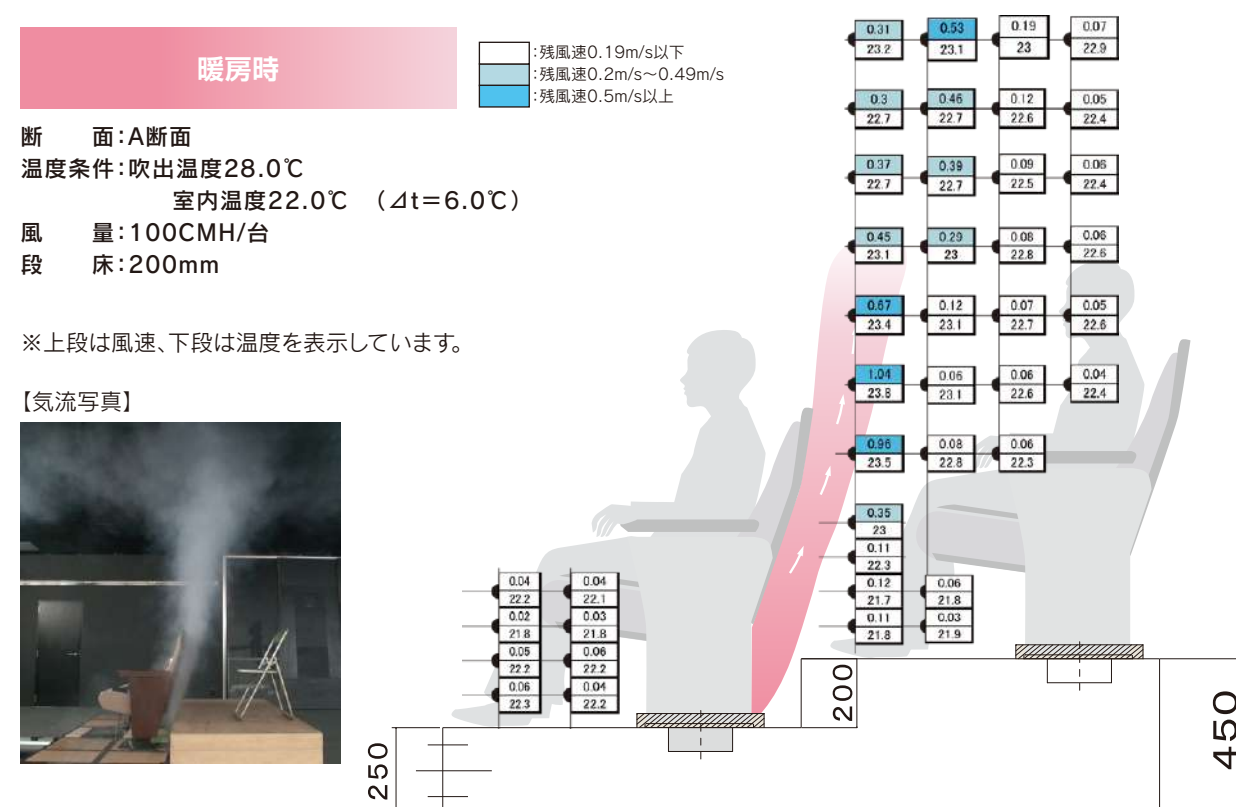 暖房時
:残風速0.19m/s以下
:残風速0.2m/s～0.49m/s
:残風速0.5m/s以上
断　　面:A断面
温度条件:吹出温度28.0℃
室内温度22.0℃　(⊿t=6.0℃)
風　　量:100CMH/台
段　　床:200mm
※上段は風速、下段は温度を表示しています。
【気流写真】
0.31 0.53 0.19 0.07
23.2 23.1 23 22.9
0.3 0.46 0.12 0.05
22.7 22.7 22.6 22.4
0.37 0.39 0.09 0.06
22.7 22.7 22.5 22.4
0.45 0.29 0.08 0.06
23.1 23 22.8 22.6
0.67 0.12 0.07 0.05
23.4 23.1 22.7 22.6
1.04 0.06 0.06 0.04
23.8 23.1 22.6 22.4
0.96 0.08 0.06
23.5 22.8 22.3
0.35
23
0.11
22.3
0.12 0.06
21.7 21.8
0.11 0.03
21.8 21.9
0.04 0.04
22.2 22.1
0.02 0.03
21.8 21.8
0.05 0.06
22.2 22.2
0.06 0.04
22.3 22.2
200
450
250